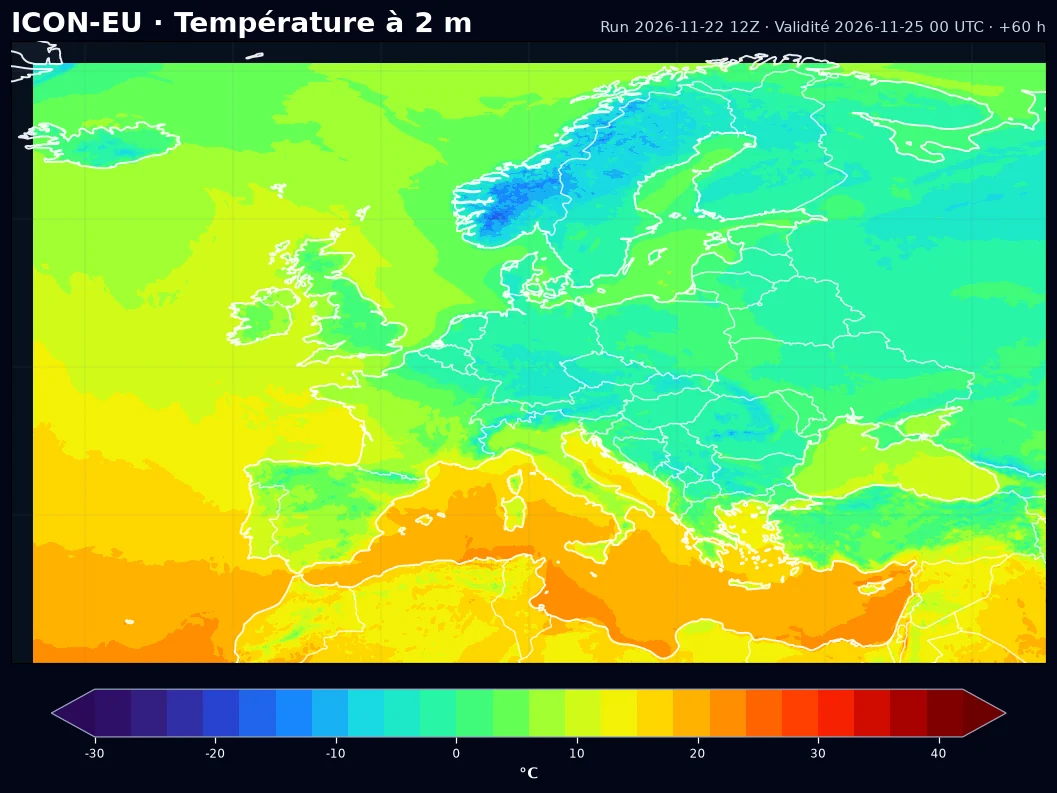 ICON-EU · Température à 2 m
Run 2026-11-22 12Z · Validité 2026-11-25 00 UTC · +60 h
-30 -20 -10 0 10 20 30 40
°C